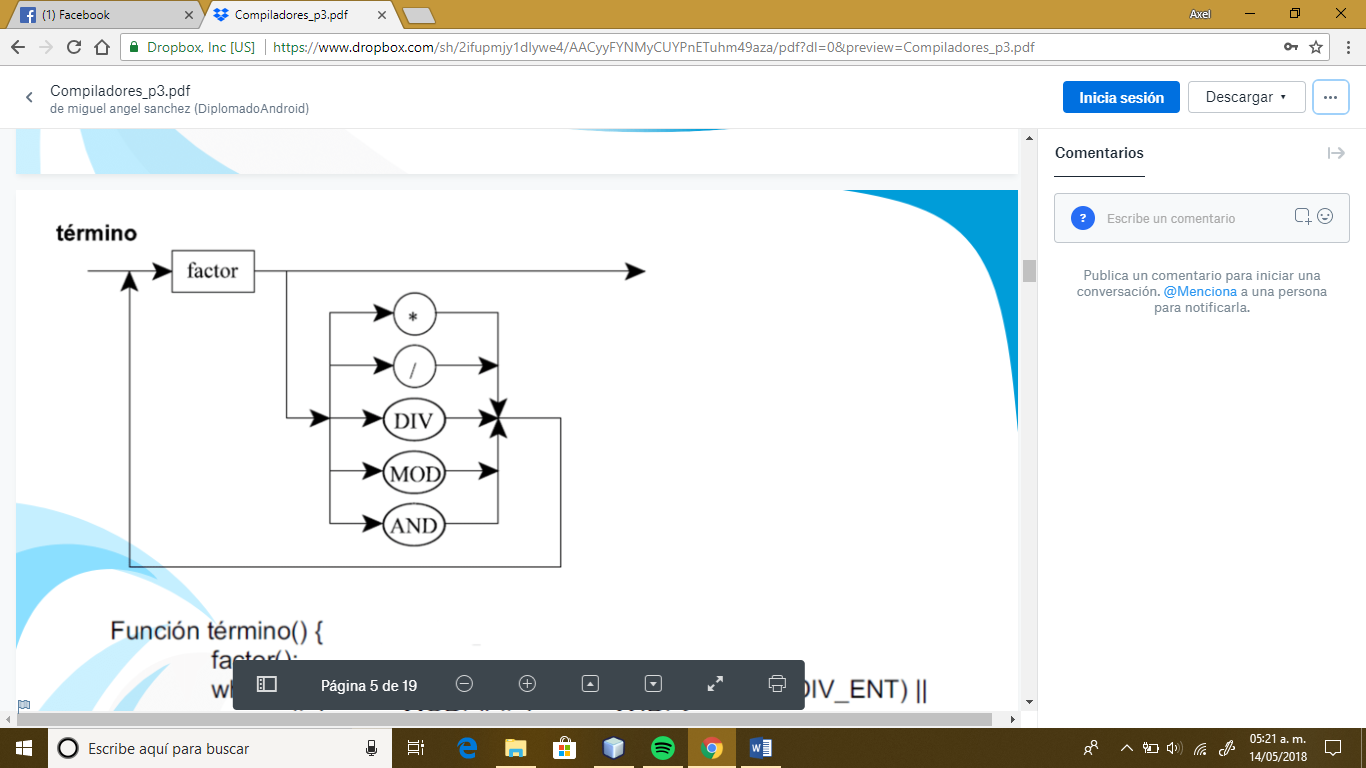 (1) Facebook
Compiladores_p3.pdf
Axel
Dropbox, Inc [US]
https://www.dropbox.com/sh/2ifupmjy1dlywe4/AACyyFYNMyCUYPnETuhm49aza/pdf?dl=0&preview=Compiladores_p3.pdf
Compiladores_p3.pdf
de miguel angel sanchez (DiplomadoAndroid)
Inicia sesión
Descargar
Comentarios
Escribe un comentario
Publica un comentario para iniciar una
conversación. @Menciona a una persona
para notificarla.
término
factor
*
/
DIV
MOD
AND
Función término() {
factor();
DIV_ENT) ||
Página 5 de 19
Escribe aquí para buscar
05:21 a. m.
14/05/2018